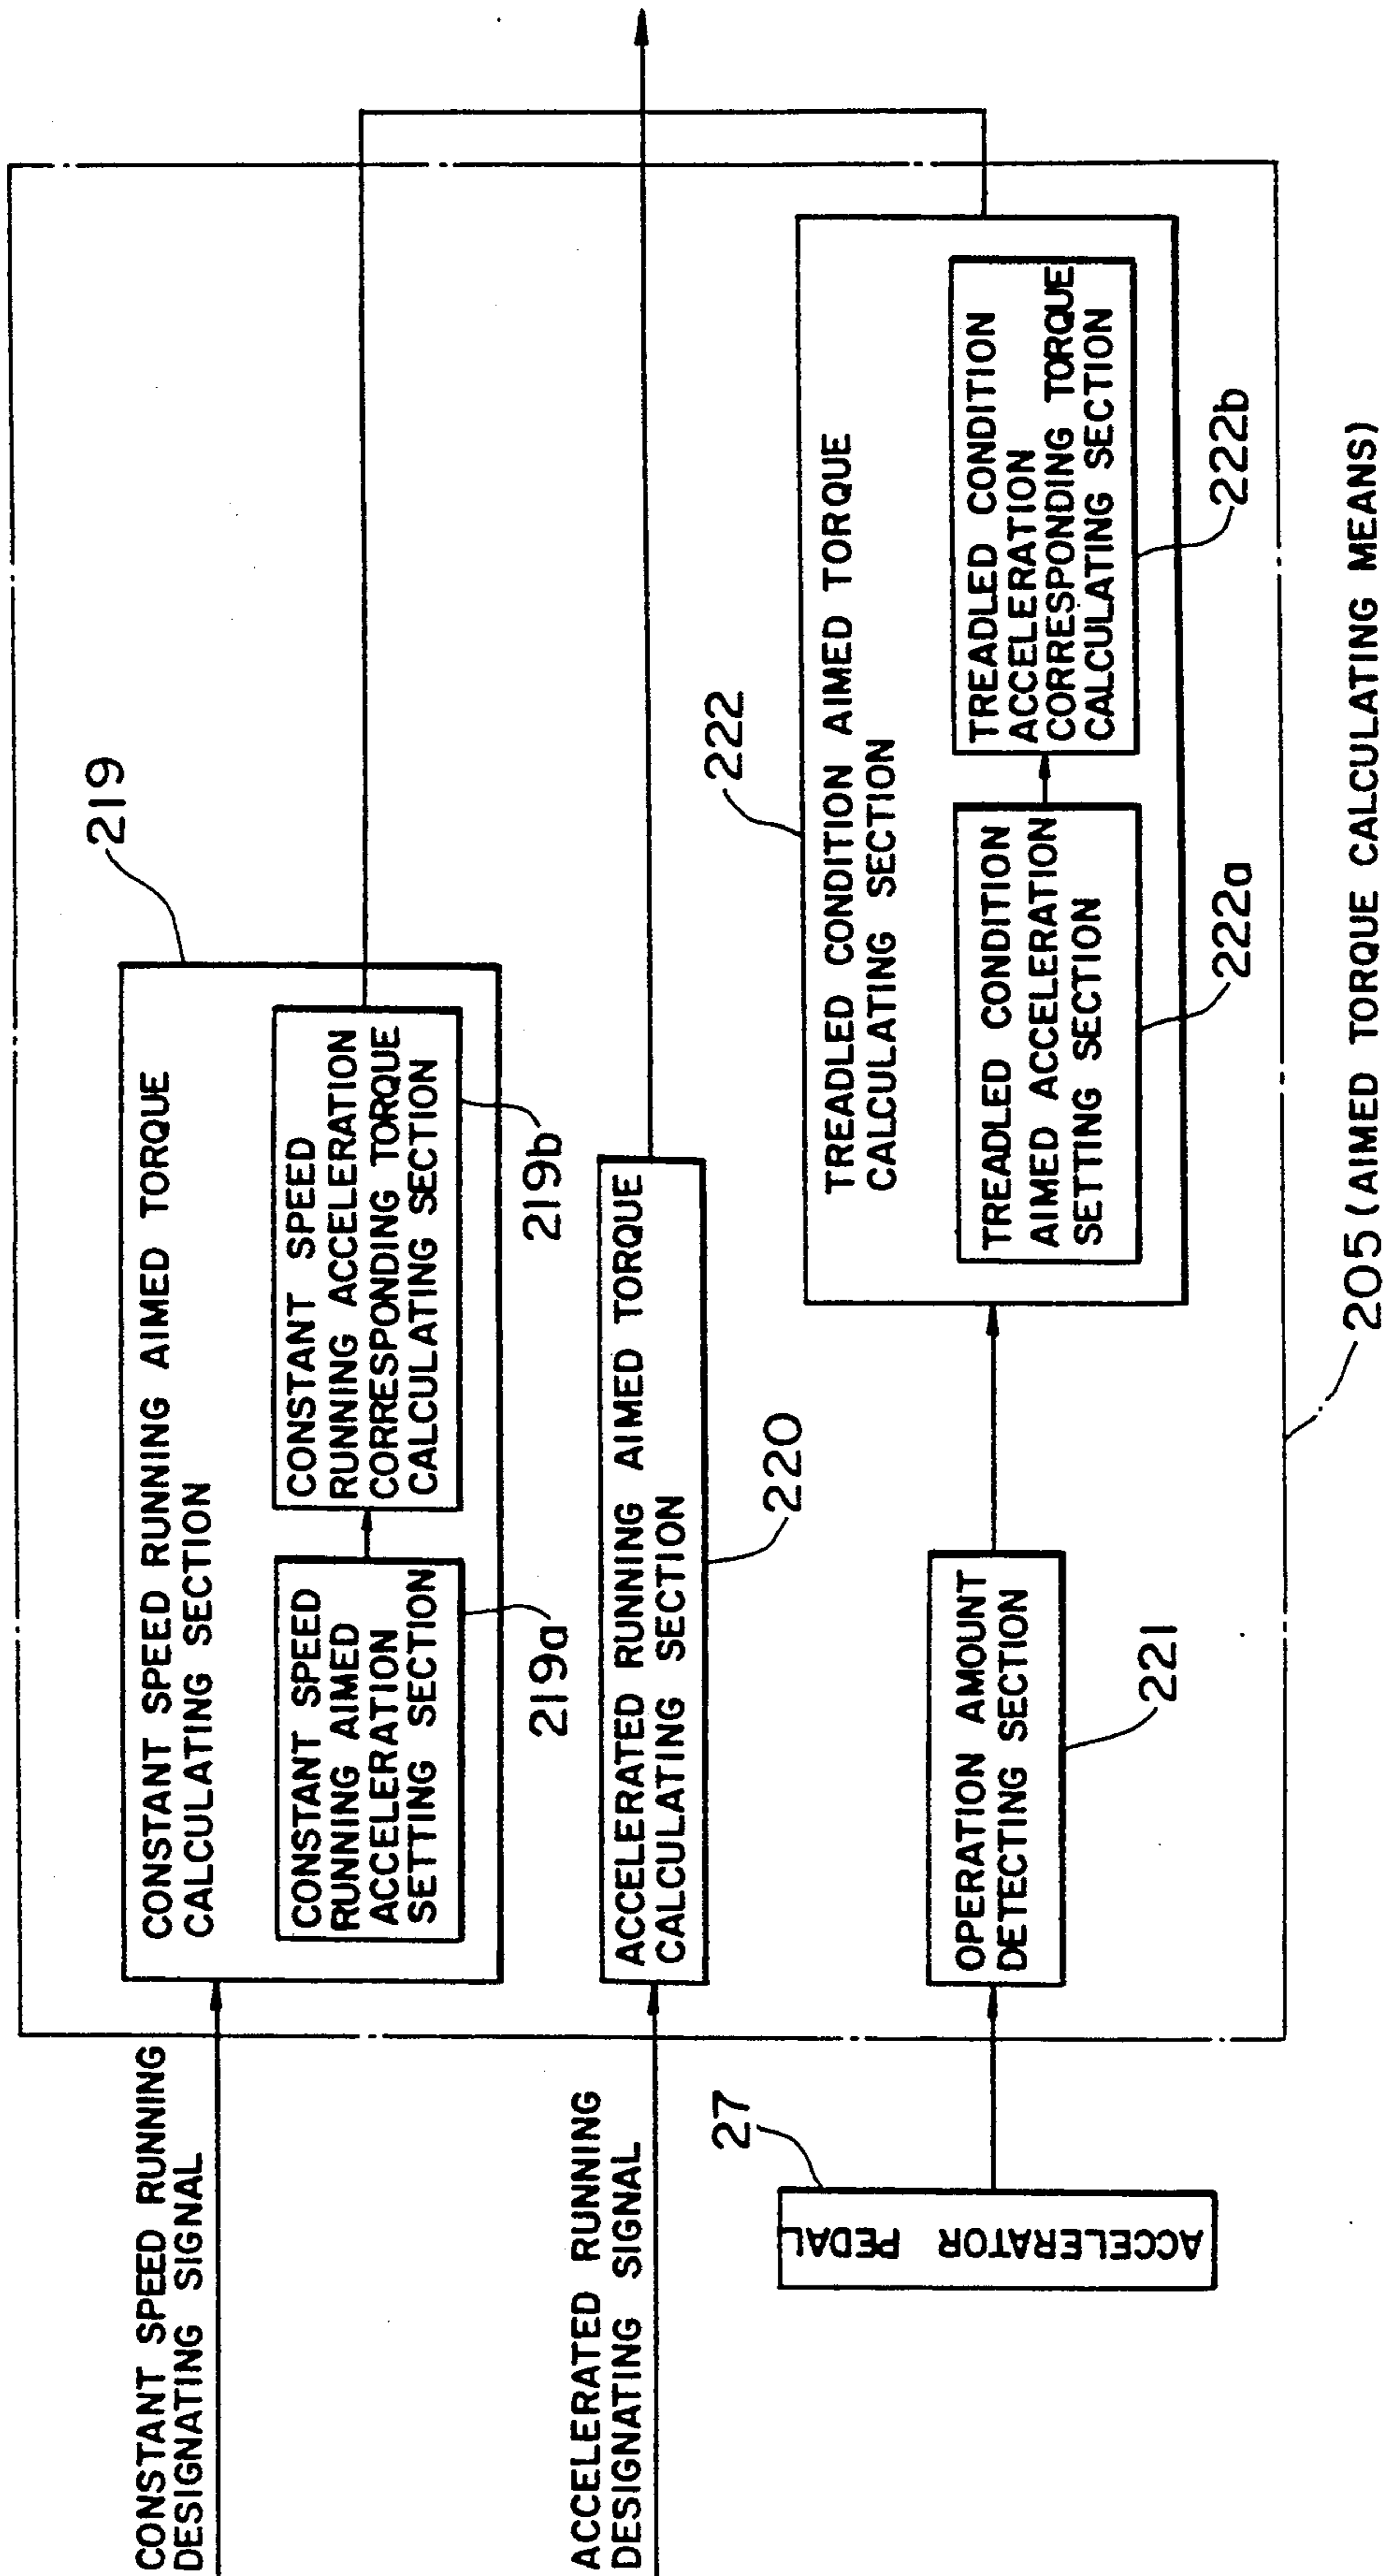 CONSTANT SPEED RUNNING
DESIGNATING SIGNAL
219
CONSTANT SPEED RUNNING AIMED TORQUE
CALCULATING SECTION
CONSTANT SPEED
RUNNING AIMED
ACCELERATION
SETTING SECTION
219a
CONSTANT SPEED
RUNNING ACCELERATION
CORRESPONDING TORQUE
CALCULATING SECTION
219b
ACCELERATED RUNNING
DESIGNATING SIGNAL
ACCELERATED RUNNING AIMED TORQUE
CALCULATING SECTION
220
27
ACCELERATOR PEDAL
OPERATION AMOUNT
DETECTING SECTION
221
222
TREADLED CONDITION AIMED TORQUE
CALCULATING SECTION
TREADLED CONDITION
AIMED ACCELERATION
SETTING SECTION
222a
TREADLED CONDITION
ACCELERATION
CORRESPONDING TORQUE
CALCULATING SECTION
222b
205 (AIMED TORQUE CALCULATING MEANS)